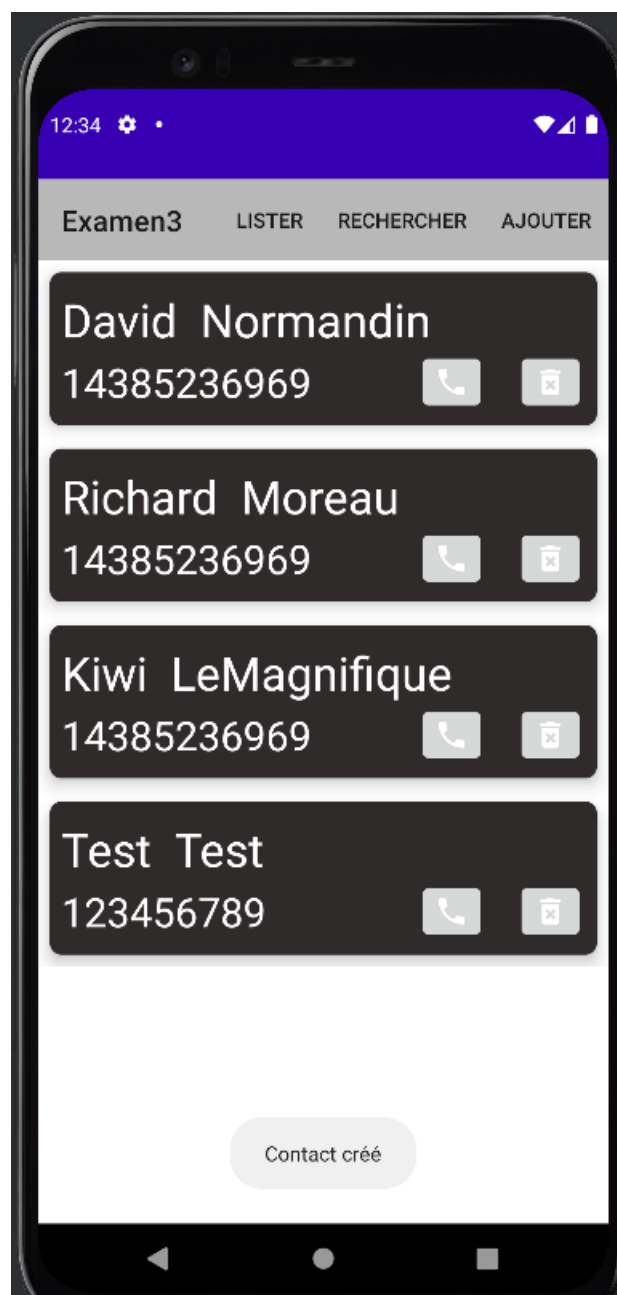 12:34
Examen3 LISTER RECHERCHER AJOUTER
David Normandin
14385236969
Richard Moreau
14385236969
Kiwi LeMagnifique
14385236969
Test Test
123456789
Contact créé